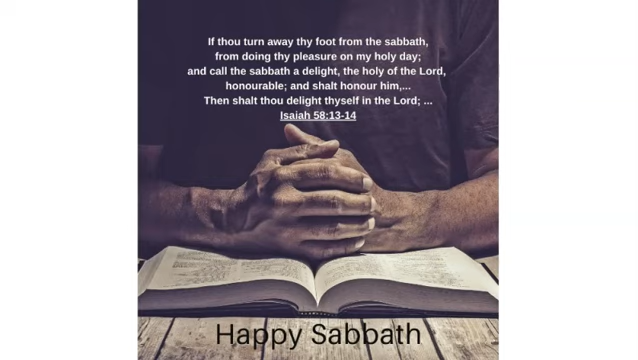 If thou turn away thy foot from the sabbath,
from doing thy pleasure on my holy day;
and call the sabbath a delight, the holy of the Lord,
honourable; and shalt honour him,...
Then shalt thou delight thyself in the Lord; ...
Isaiah 58:13-14
Happy Sabbath